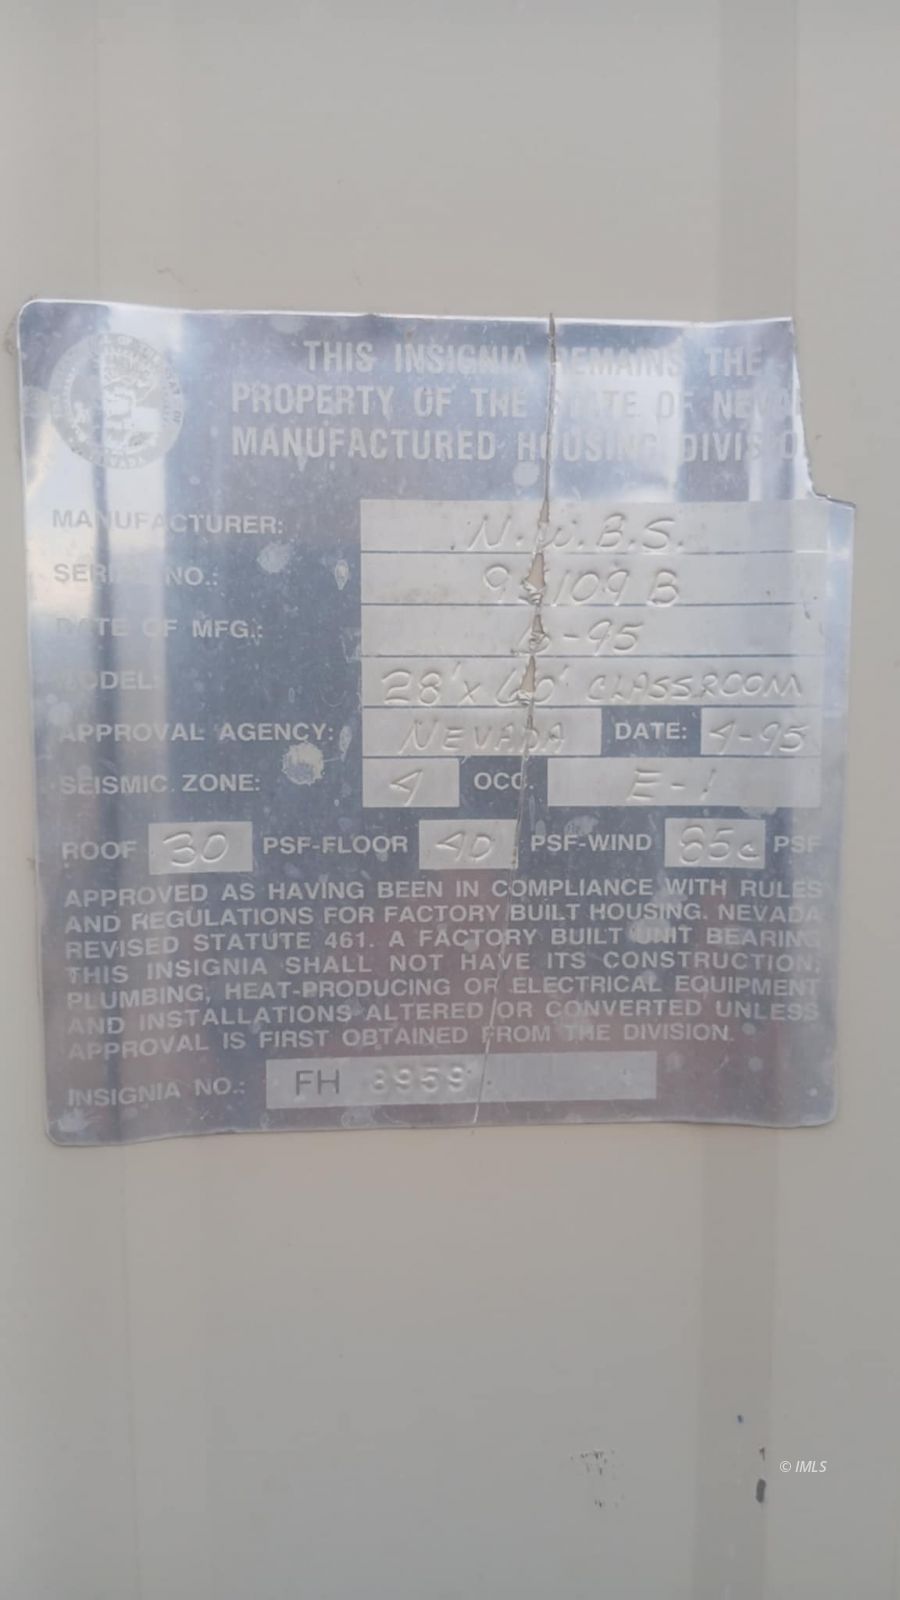 THIS INSIGNIA REMAINS THE
PROPERTY OF THE STATE OF NEVA
MANUFACTURED HOUSING DIVISIO
MANUFACTURER: N.W.B.S.
SERIAL NO.:
DATE OF MFG.:
MODEL: 28' x 60' CLASSROOM
APPROVAL AGENCY: NEVADA DATE: 4-95
SEISMIC ZONE: 4 OCC. E-1
ROOF 30 PSF-FLOOR 40 PSF-WIND 85c PSF
APPROVED AS HAVING BEEN IN COMPLIANCE WITH RULES
AND REGULATIONS FOR FACTORY BUILT HOUSING. NEVADA
REVISED STATUTE 461. A FACTORY BUILT UNIT BEARING
THIS INSIGNIA SHALL NOT HAVE ITS CONSTRUCTION,
PLUMBING, HEAT-PRODUCING OR ELECTRICAL EQUIPMENT
AND INSTALLATIONS ALTERED OR CONVERTED UNLESS
APPROVAL IS FIRST OBTAINED FROM THE DIVISION.
INSIGNIA NO.: FH 8959
© IMLS